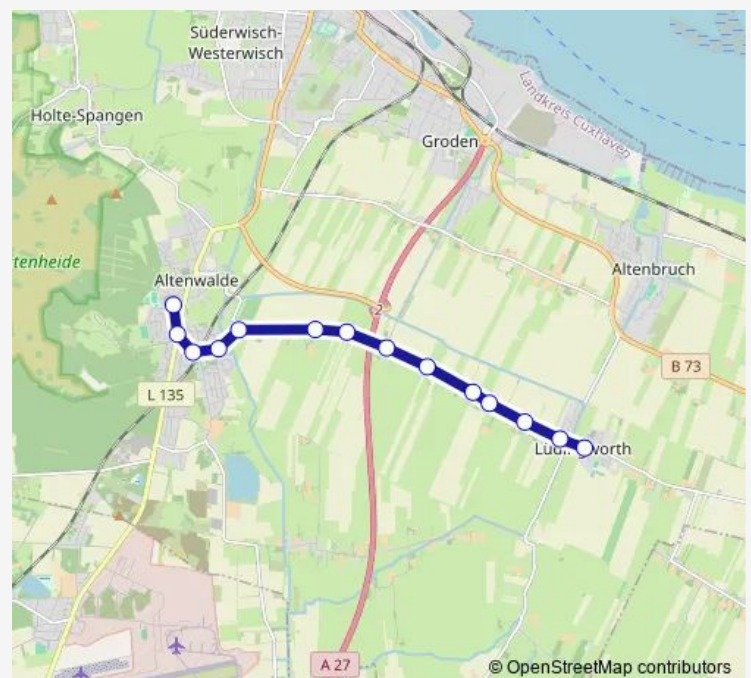 Süderwisch-
Westerwisch
Landkreis Cuxhaven
Holte-Spangen
Groden
tenheide
Altenwalde
Altenbruch
2
B 73
L 135
A 27
© OpenStreetMap contributors